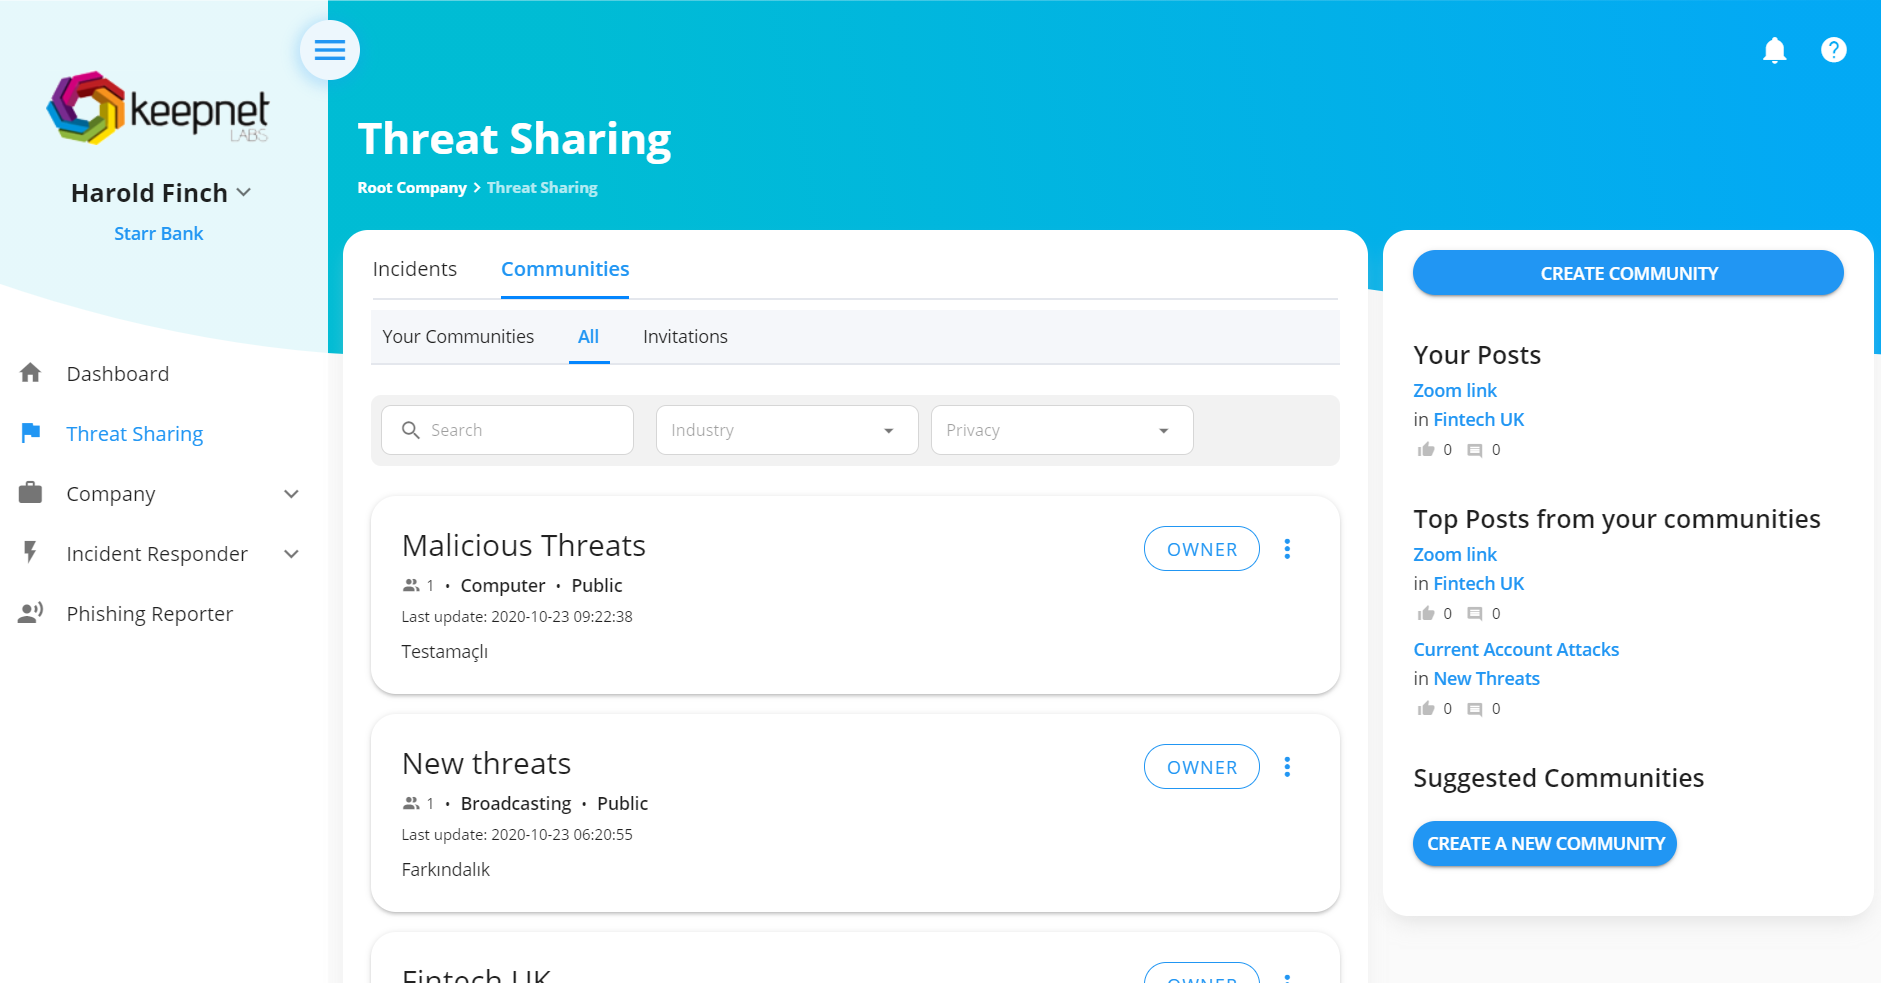 keepnet
LABS
Harold Finch
Starr Bank
Dashboard
Threat Sharing
Company
Incident Responder
Phishing Reporter
Threat Sharing
Root Company > Threat Sharing
Incidents Communities
Your Communities All Invitations
Search Industry Privacy
Malicious Threats
OWNER
1 • Computer • Public
Last update: 2020-10-23 09:22:38
Testamaçlı
New threats
OWNER
1 • Broadcasting • Public
Last update: 2020-10-23 06:20:55
Farkındalık
Fintech UK
OWNER
CREATE COMMUNITY
Your Posts
Zoom link
in Fintech UK
0 0
Top Posts from your communities
Zoom link
in Fintech UK
0 0
Current Account Attacks
in New Threats
0 0
Suggested Communities
CREATE A NEW COMMUNITY